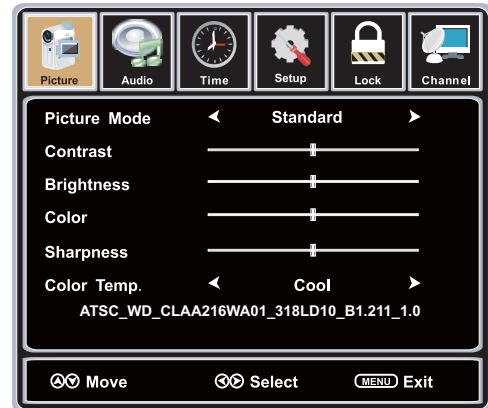 Picture Audio Time Setup Lock Channel
Picture Mode Standard
Contrast
Brightness
Color
Sharpness
Color Temp. Cool
ATSC_WD_CLAA216WA01_318LD10_B1.211_1.0
Move Select MENU Exit